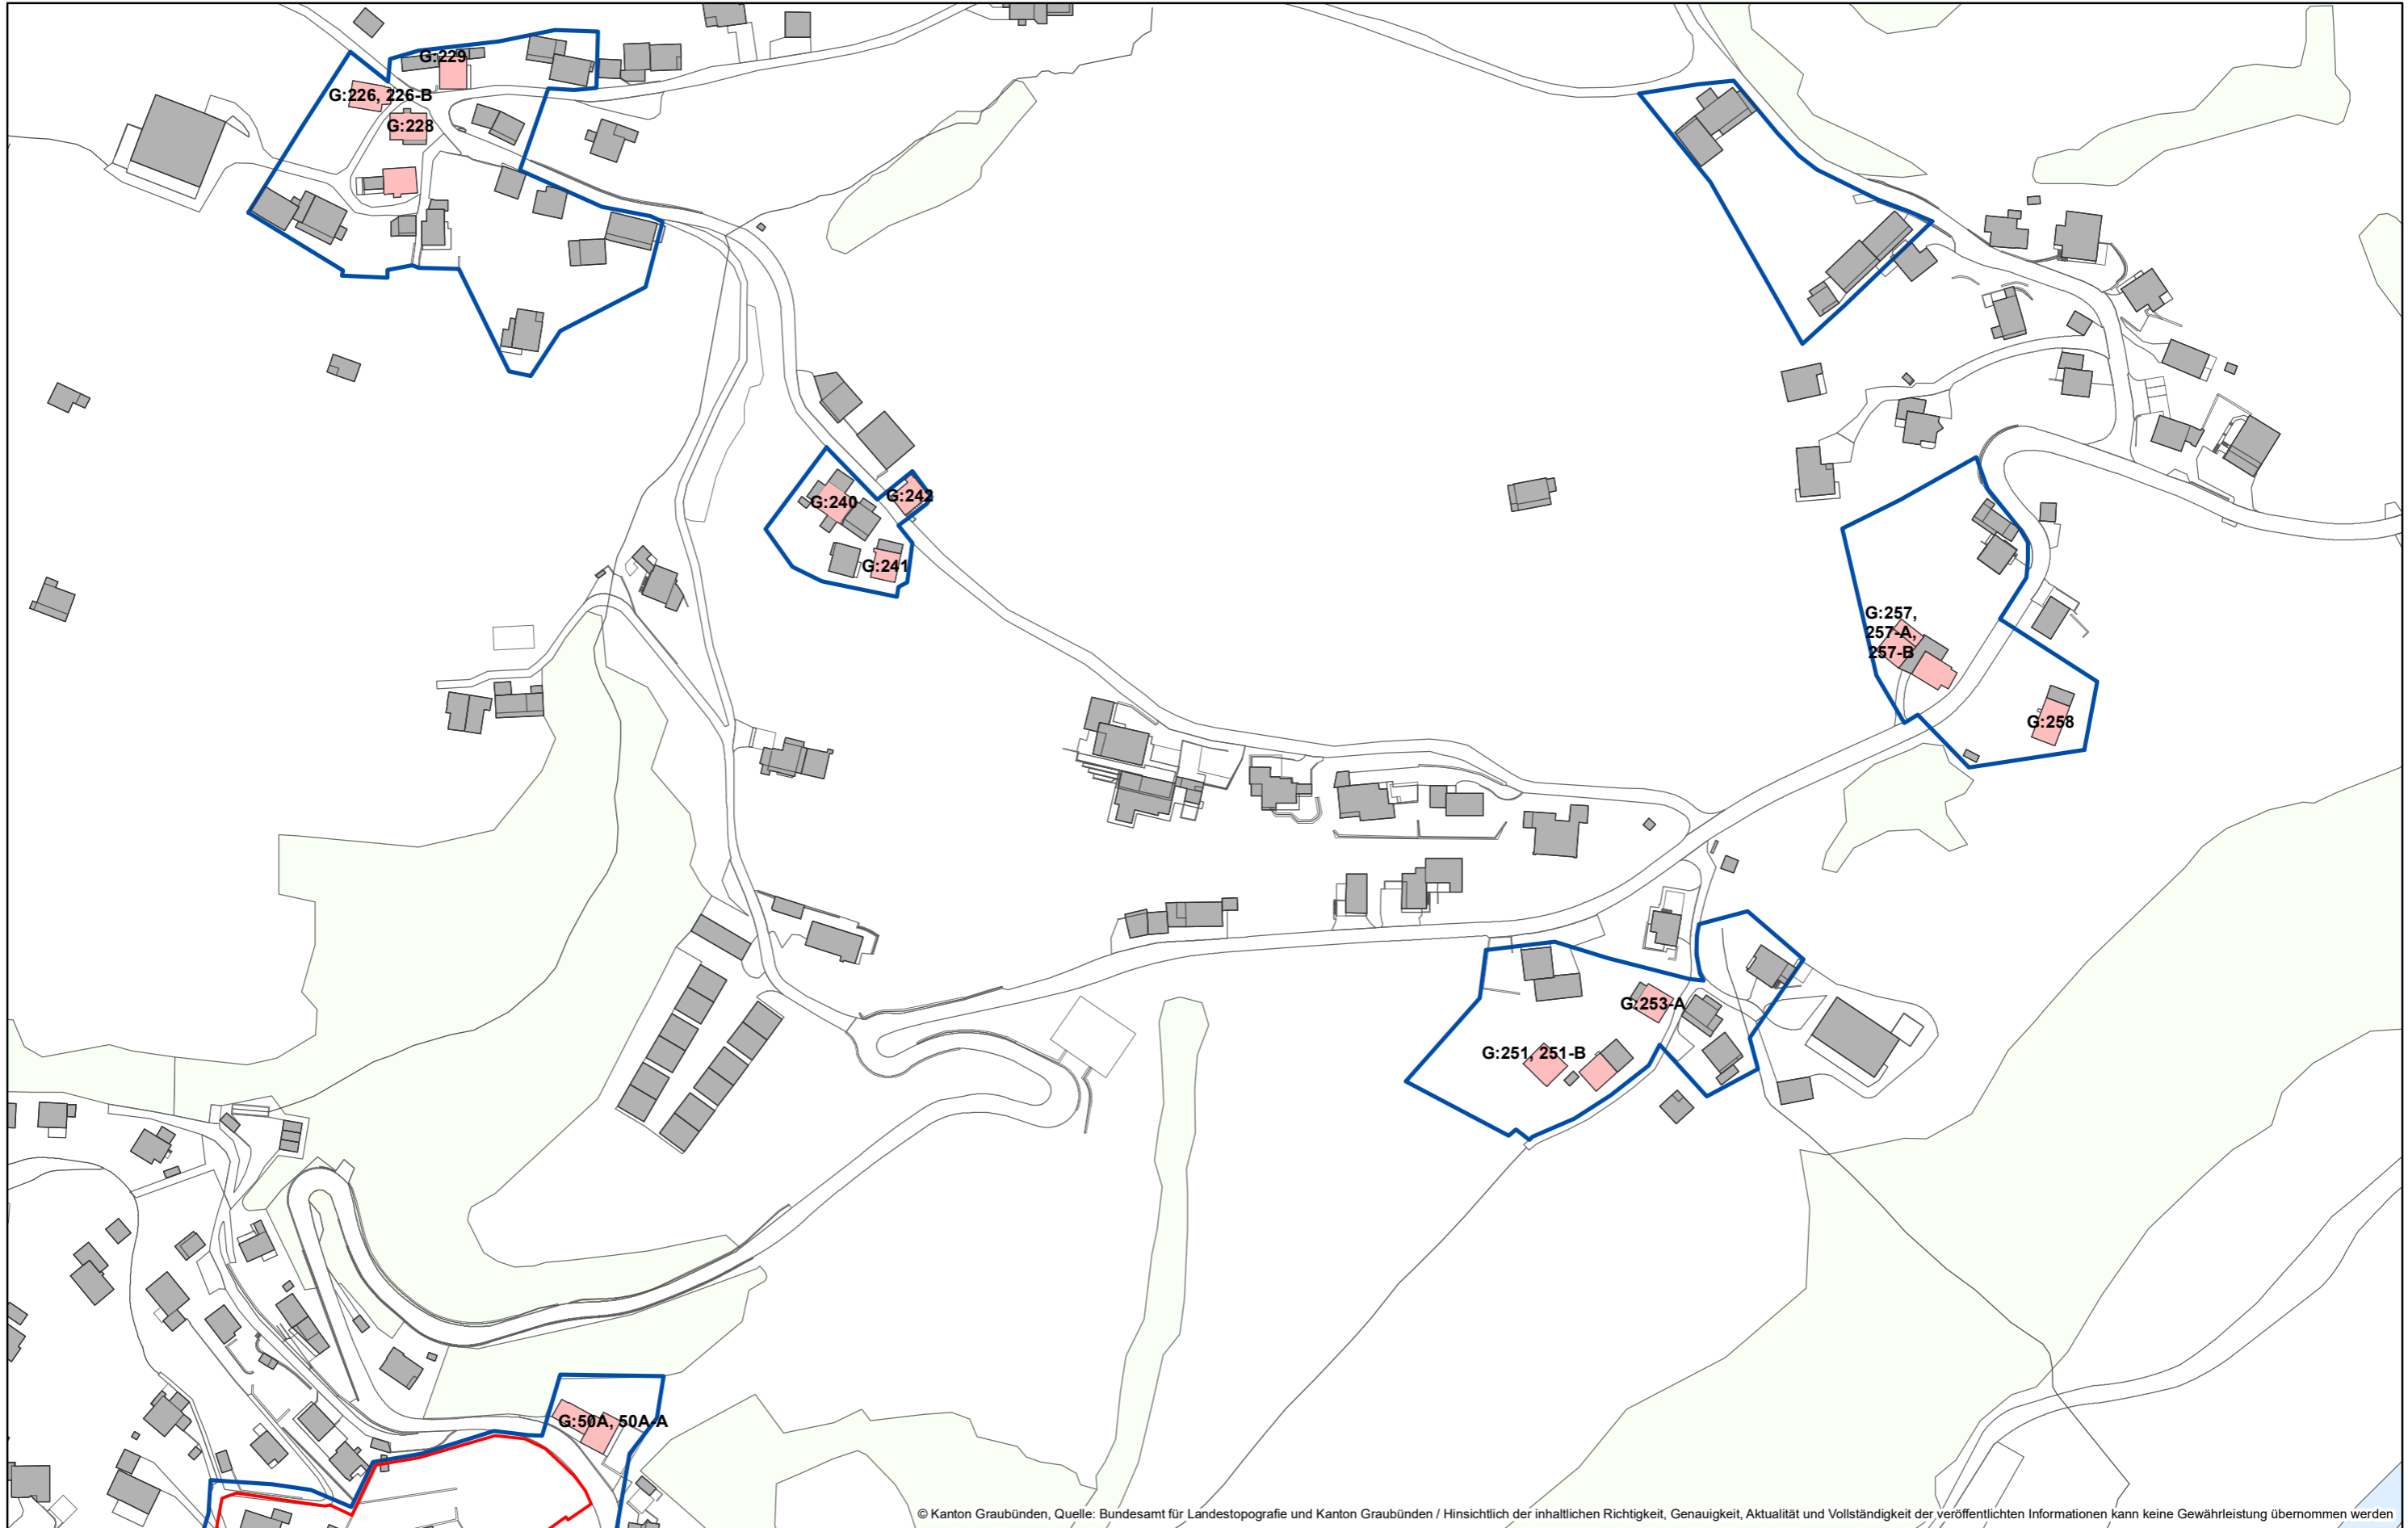 G:229
G:226, 226-B
G:228
G:242
G:240
G:241
G:257,
257-A,
257-B
G:258
G:253-A
G:251, 251-B
G:50A, 50A-A
© Kanton Graubünden, Quelle: Bundesamt für Landestopografie und Kanton Graubünden / Hinsichtlich der inhaltlichen Richtigkeit, Genauigkeit, Aktualität und Vollständigkeit der veröffentlichten Informationen kann keine Gewährleistung übernommen werden